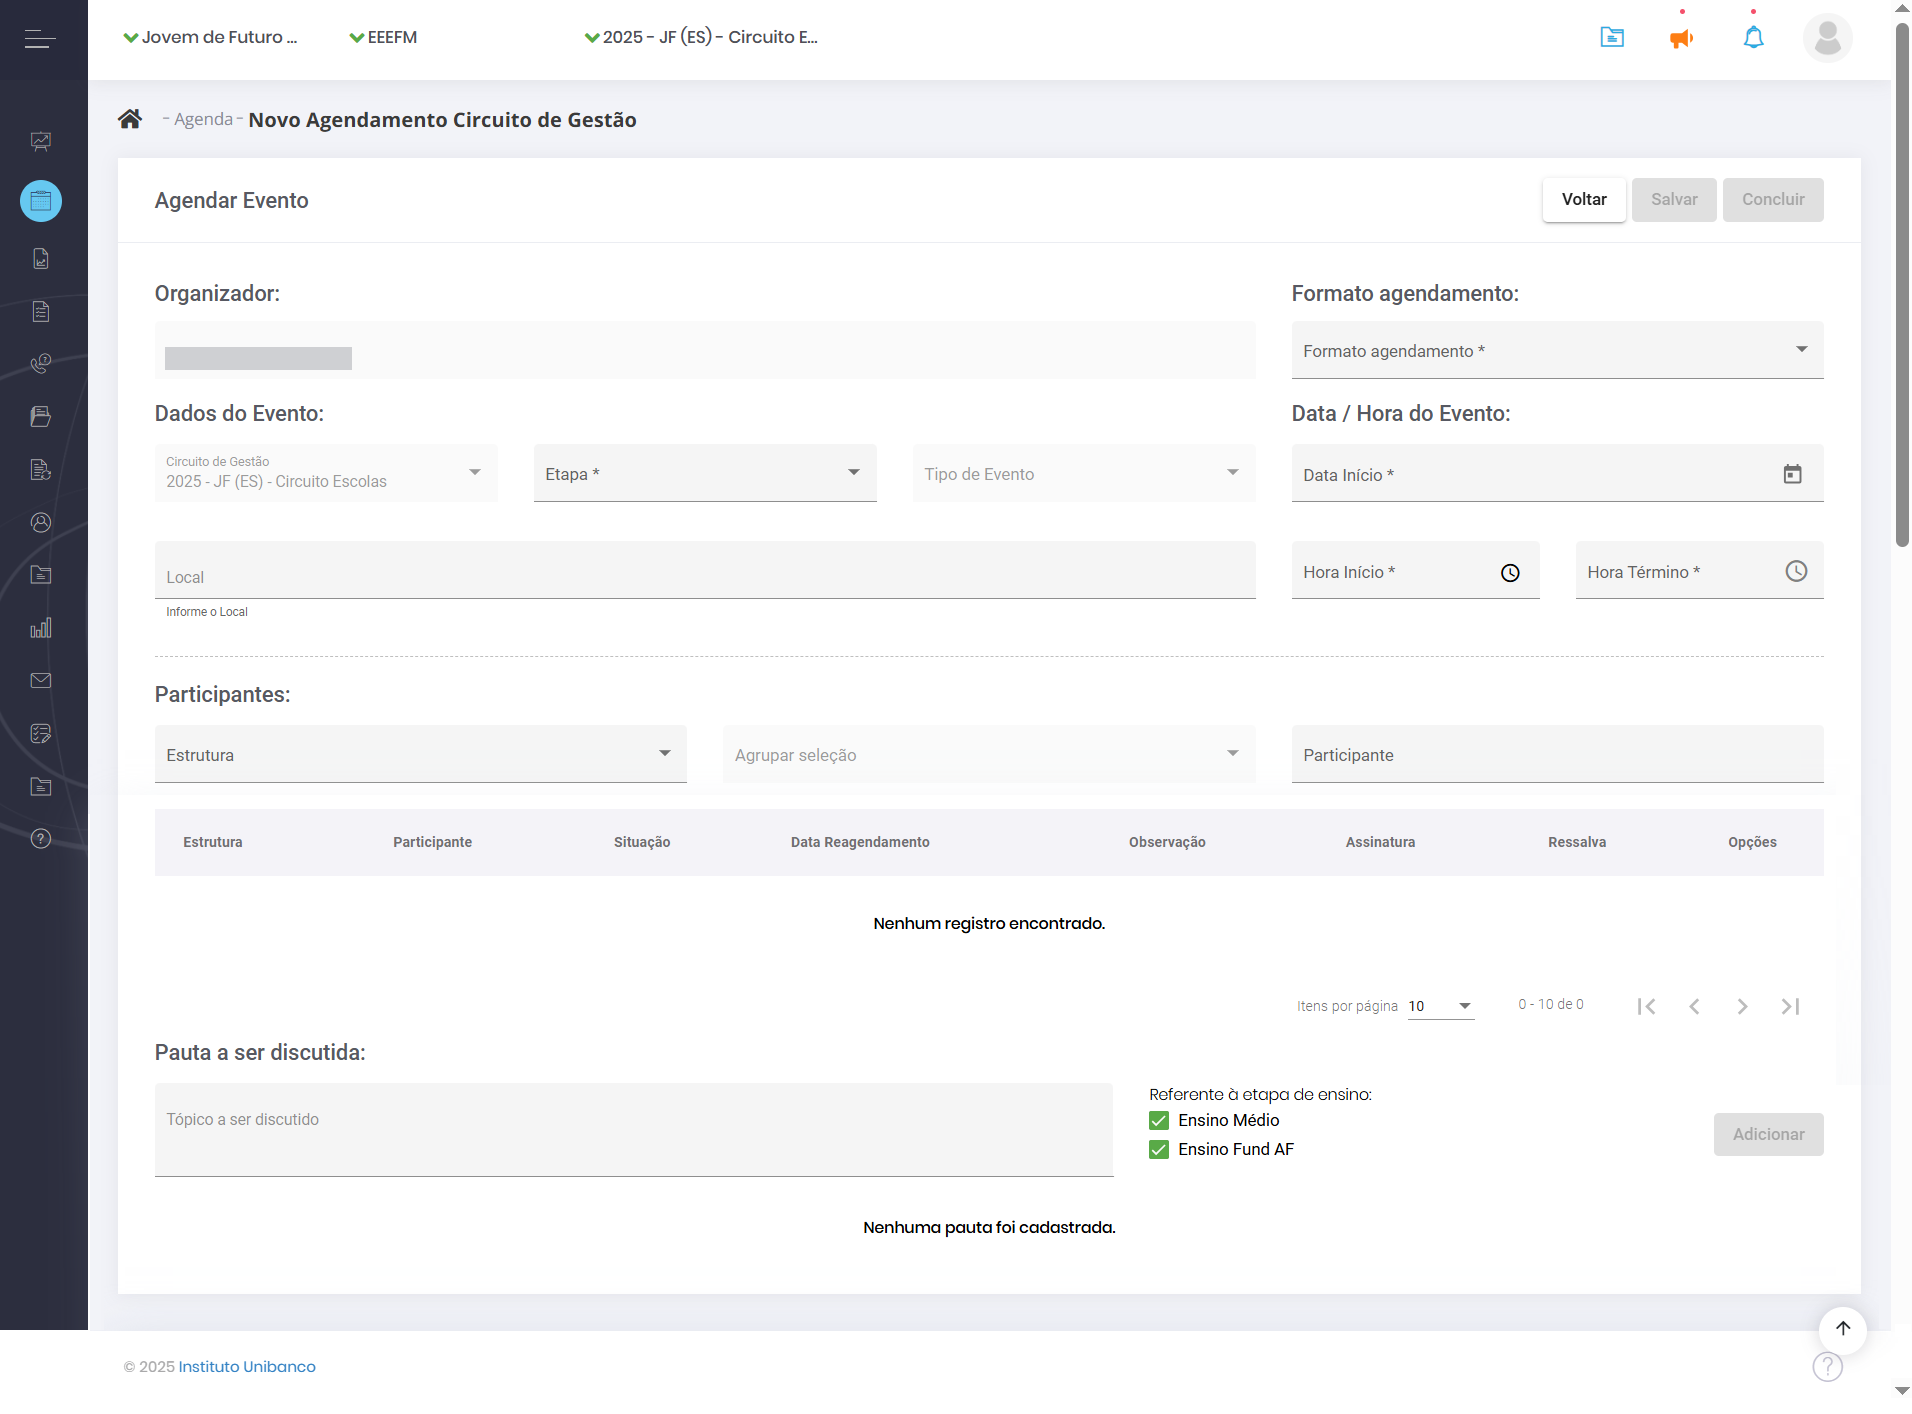 Jovem de Futuro ... EEEFM 2025 - JF (ES) - Circuito E...
- Agenda - Novo Agendamento Circuito de Gestão
Agendar Evento Voltar Salvar Concluir
Organizador: Formato agendamento:
Formato agendamento *
Dados do Evento: Data / Hora do Evento:
Circuito de Gestão
2025 - JF (ES) - Circuito Escolas Etapa * Tipo de Evento Data Início *
Local Hora Início * Hora Término *
Informe o Local
Participantes:
Estrutura Agrupar seleção Participante
Estrutura Participante Situação Data Reagendamento Observação Assinatura Ressalva Opções
Nenhum registro encontrado.
Itens por página 10 0 - 10 de 0
Pauta a ser discutida:
Tópico a ser discutido
Referente à etapa de ensino:
Ensino Médio
Ensino Fund AF
Adicionar
Nenhuma pauta foi cadastrada.
© 2025 Instituto Unibanco